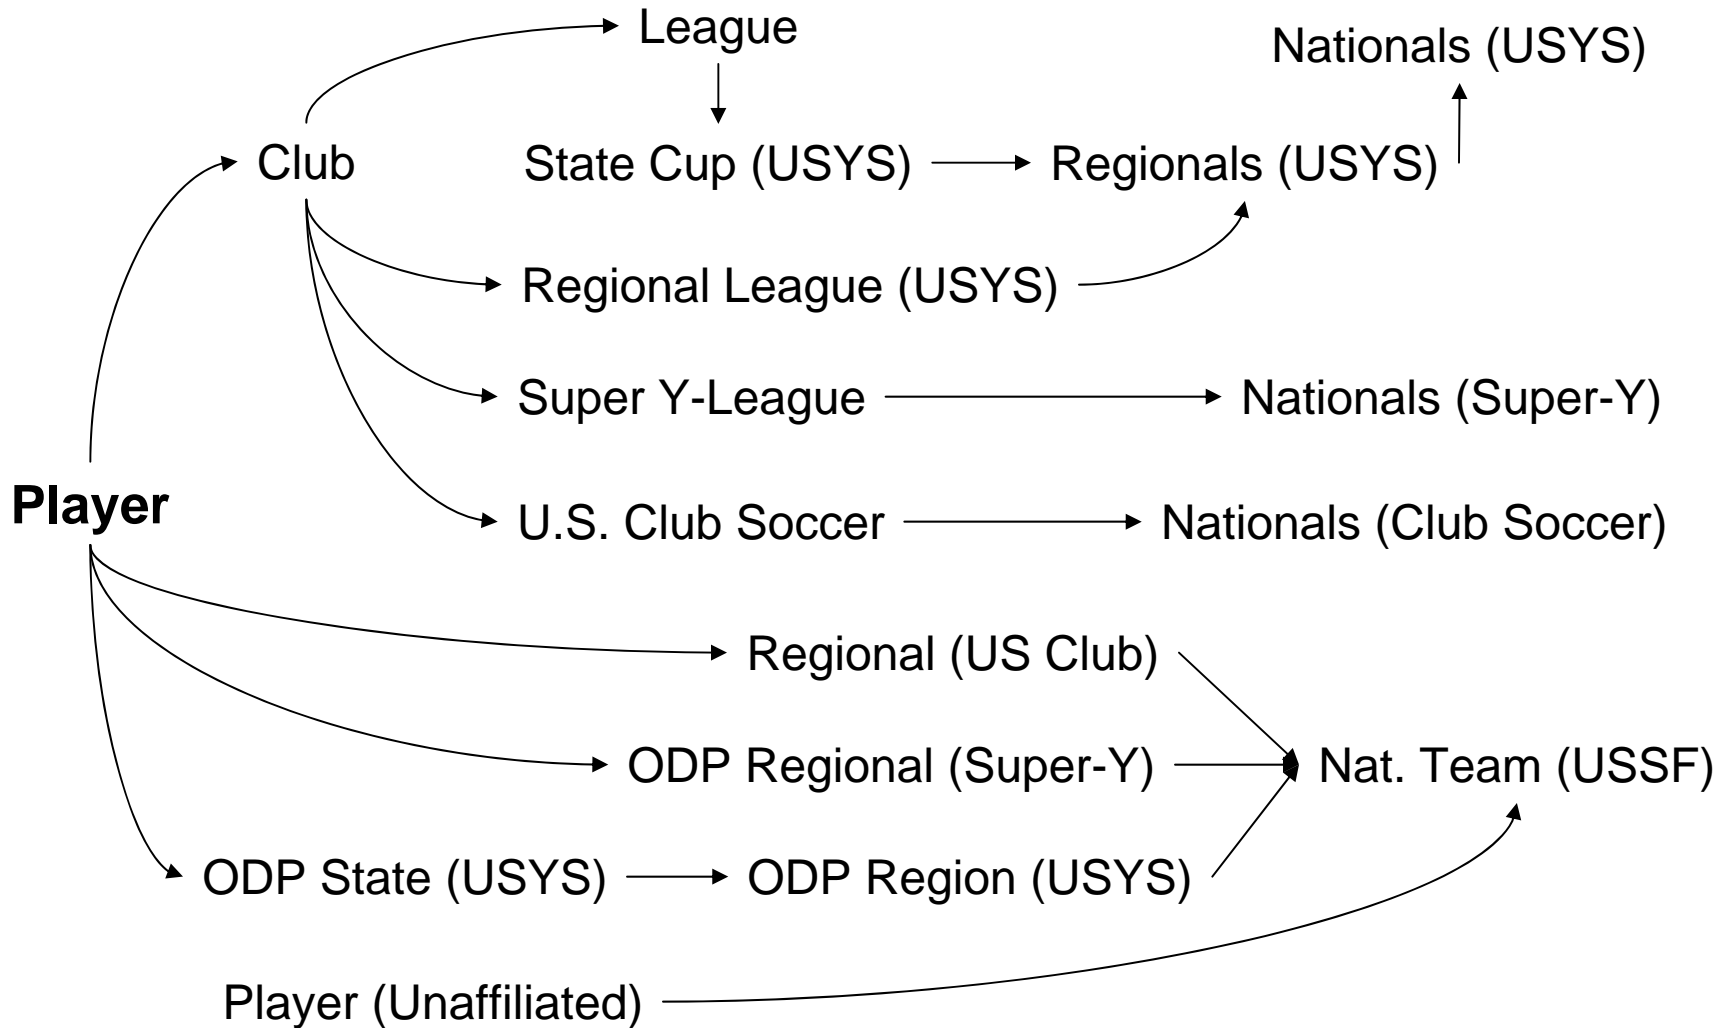 League
Nationals (USYS)
Club
State Cup (USYS)
Regionals (USYS)
Regional League (USYS)
Super Y-League
Nationals (Super-Y)
Player
U.S. Club Soccer
Nationals (Club Soccer)
Regional (US Club)
ODP Regional (Super-Y)
Nat. Team (USSF)
ODP State (USYS)
ODP Region (USYS)
Player (Unaffiliated)